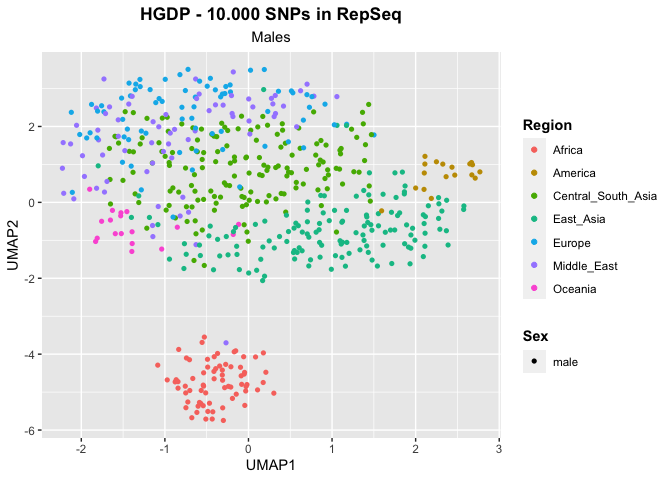 HGDP - 10.000 SNPs in RepSeq
Males
UMAP2
2
0
-2
-4
-6
-2
-1
0
1
2
3
UMAP1
Region
Africa
America
Central_South_Asia
East_Asia
Europe
Middle_East
Oceania
Sex
male